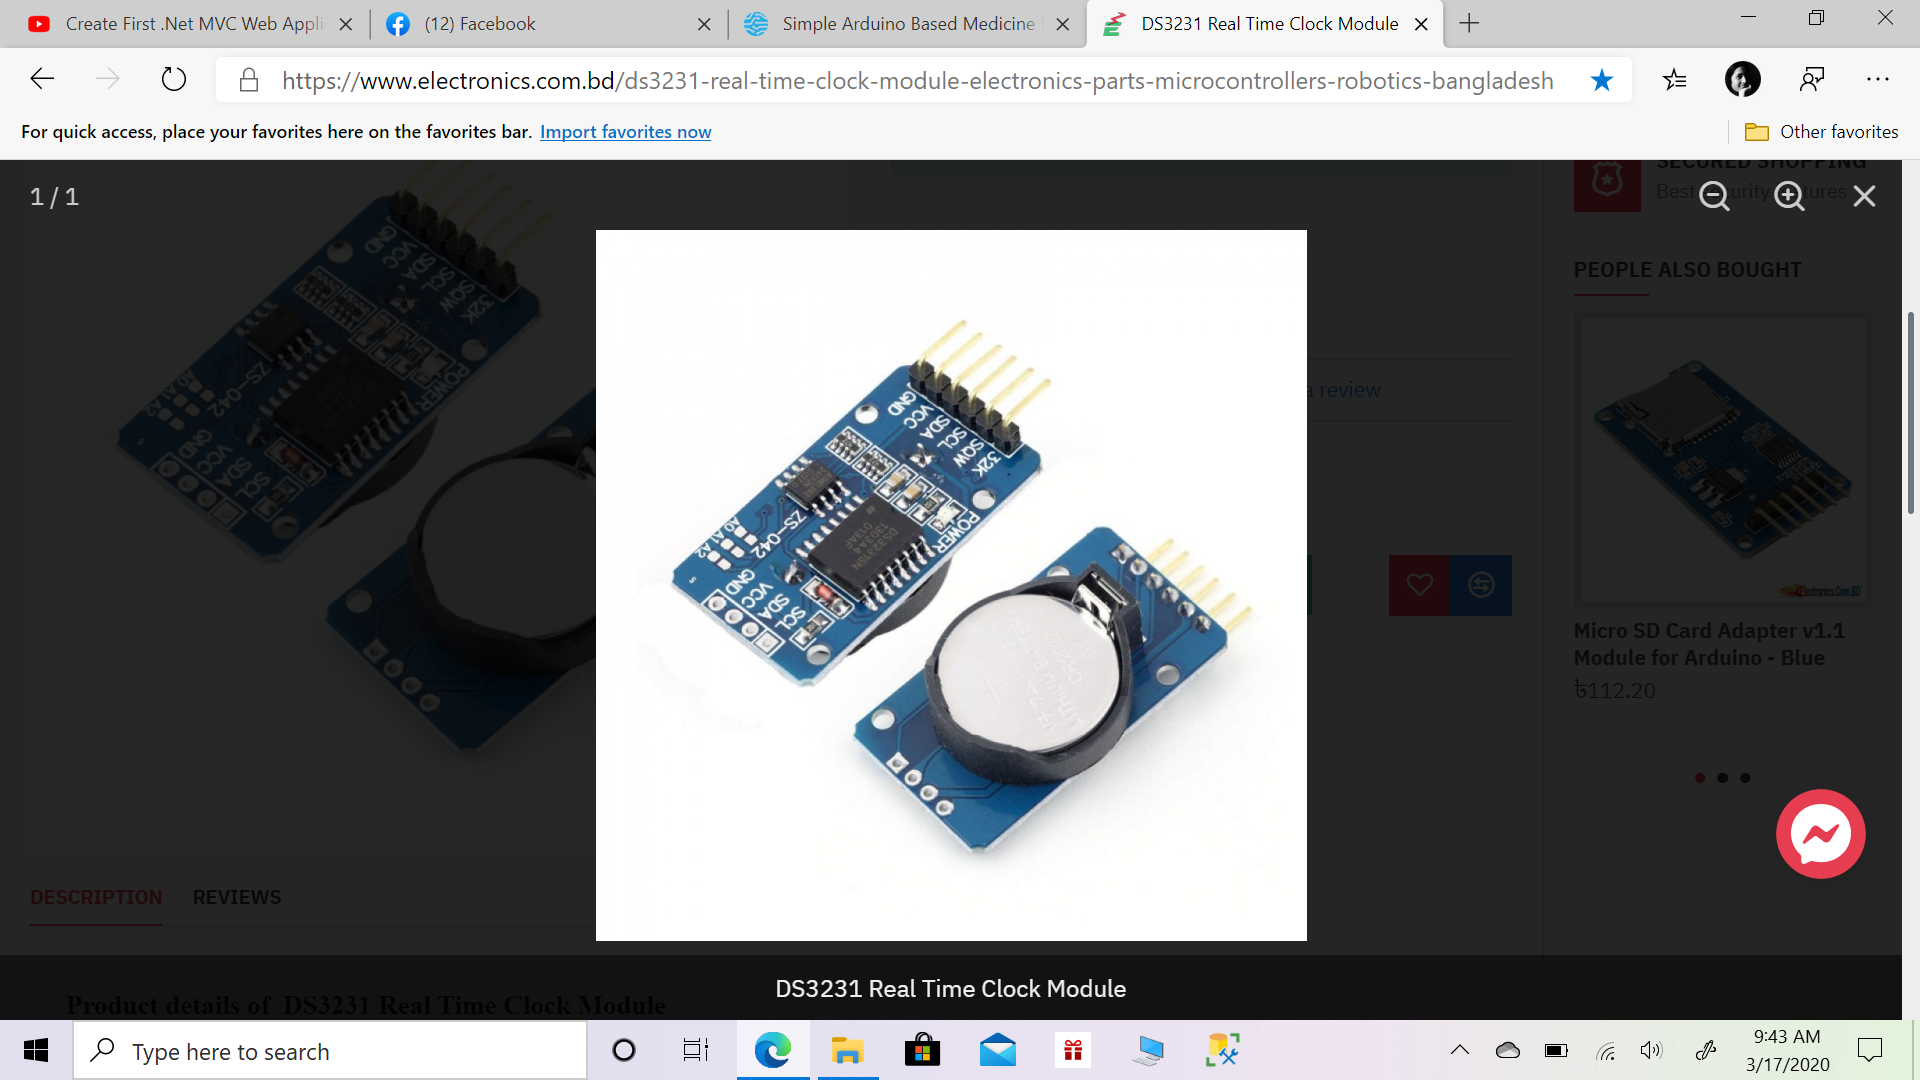 Create First .Net MVC Web Appli
(12) Facebook
Simple Arduino Based Medicine
DS3231 Real Time Clock Module
https://www.electronics.com.bd/ds3231-real-time-clock-module-electronics-parts-microcontrollers-robotics-bangladesh
For quick access, place your favorites here on the favorites bar. Import favorites now
Other favorites
1 / 1
SECURED SHOPPING
PEOPLE ALSO BOUGHT
a review
GND
VCC
SDA
SCL
SQW
32K
POWER
ZS-042
A0 A1 A2
GND
VCC
SDA
SCL
DS3231SN
Micro SD Card Adapter v1.1
Module for Arduino - Blue
৳112.20
DESCRIPTION
REVIEWS
Product details of DS3231 Real Time Clock Module
DS3231 Real Time Clock Module
Type here to search
9:43 AM
3/17/2020